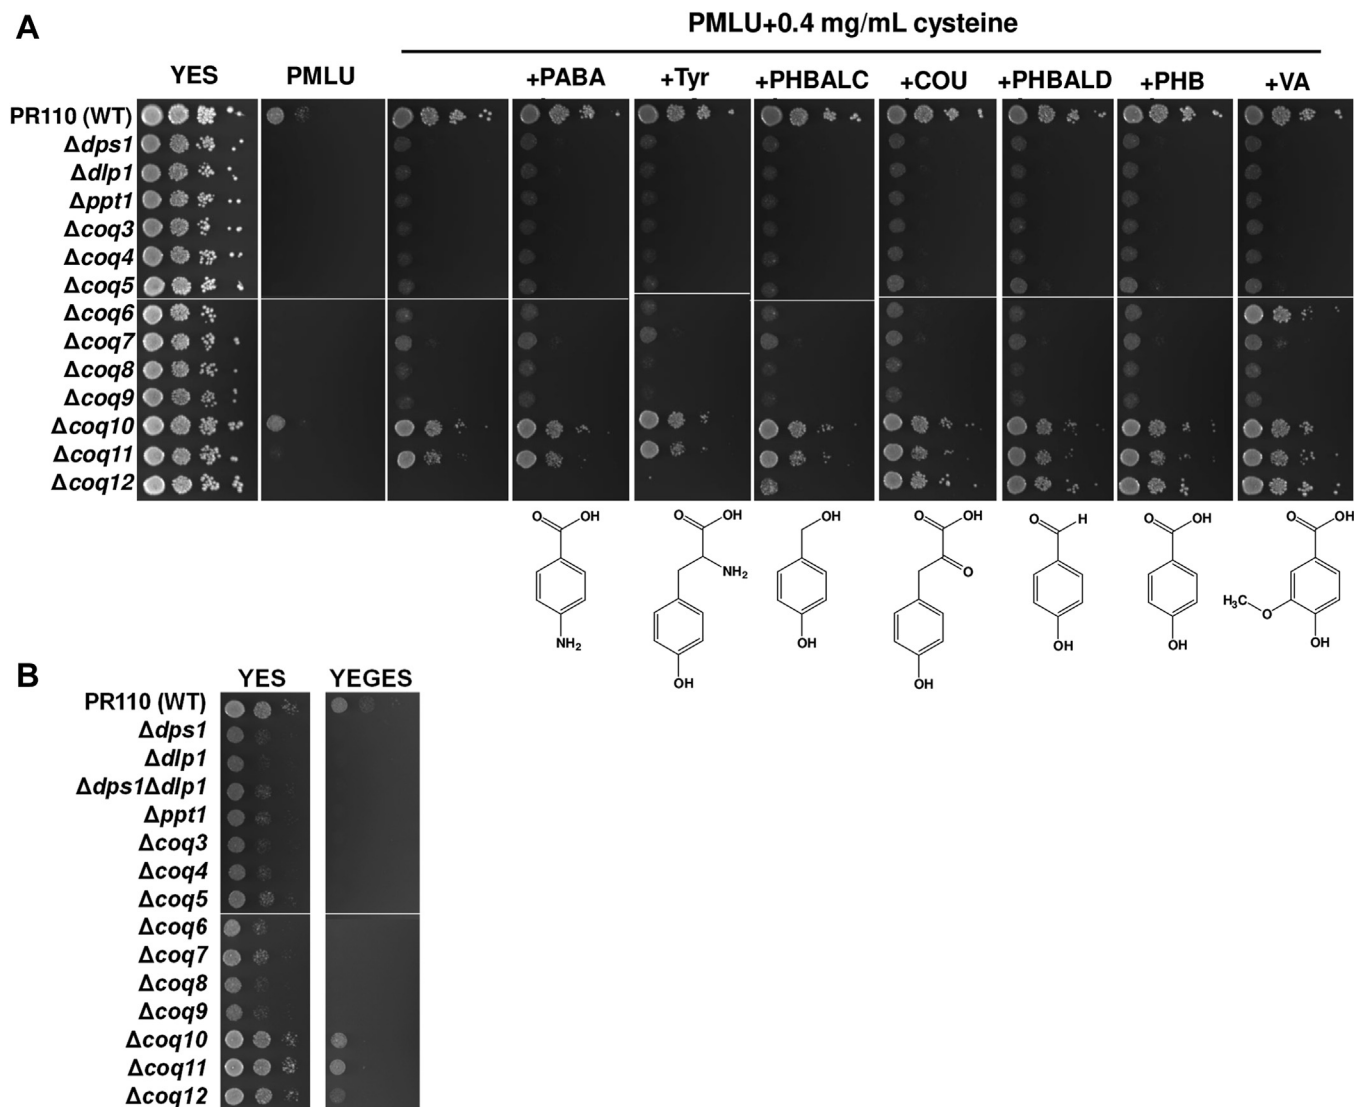 A
PMLU+0.4 mg/mL cysteine
YES PMLU +PABA +Tyr +PHBALC +COU +PHBALD +PHB +VA
PR110 (WT)
Δdps1
Δdlp1
Δppt1
Δcoq3
Δcoq4
Δcoq5
Δcoq6
Δcoq7
Δcoq8
Δcoq9
Δcoq10
Δcoq11
Δcoq12
O OH O OH OH O OH O H O OH O OH
NH₂ O H₃C O
NH₂ OH OH OH OH
OH OH
B
YES YEGES
PR110 (WT)
Δdps1
Δdlp1
Δdps1Δdlp1
Δppt1
Δcoq3
Δcoq4
Δcoq5
Δcoq6
Δcoq7
Δcoq8
Δcoq9
Δcoq10
Δcoq11
Δcoq12